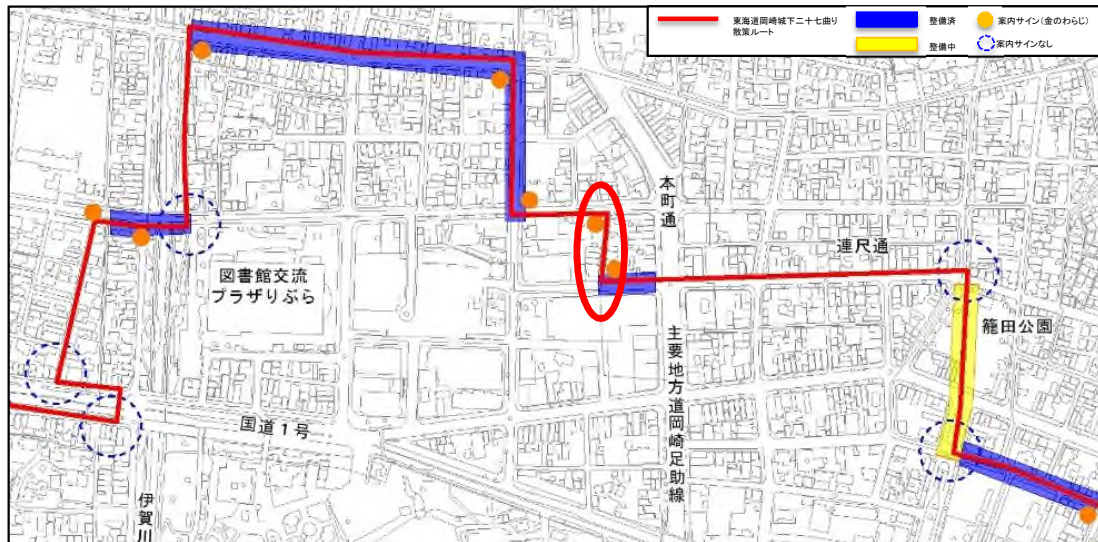 東海道岡崎城下二十七曲り
散策ルート
整備済
整備中
案内サイン(金のわらじ)
案内サインなし
本町通
連尺通
図書館交流
プラザりぶら
籠田公園
主要地方道岡崎足助線
国道1号
伊賀川